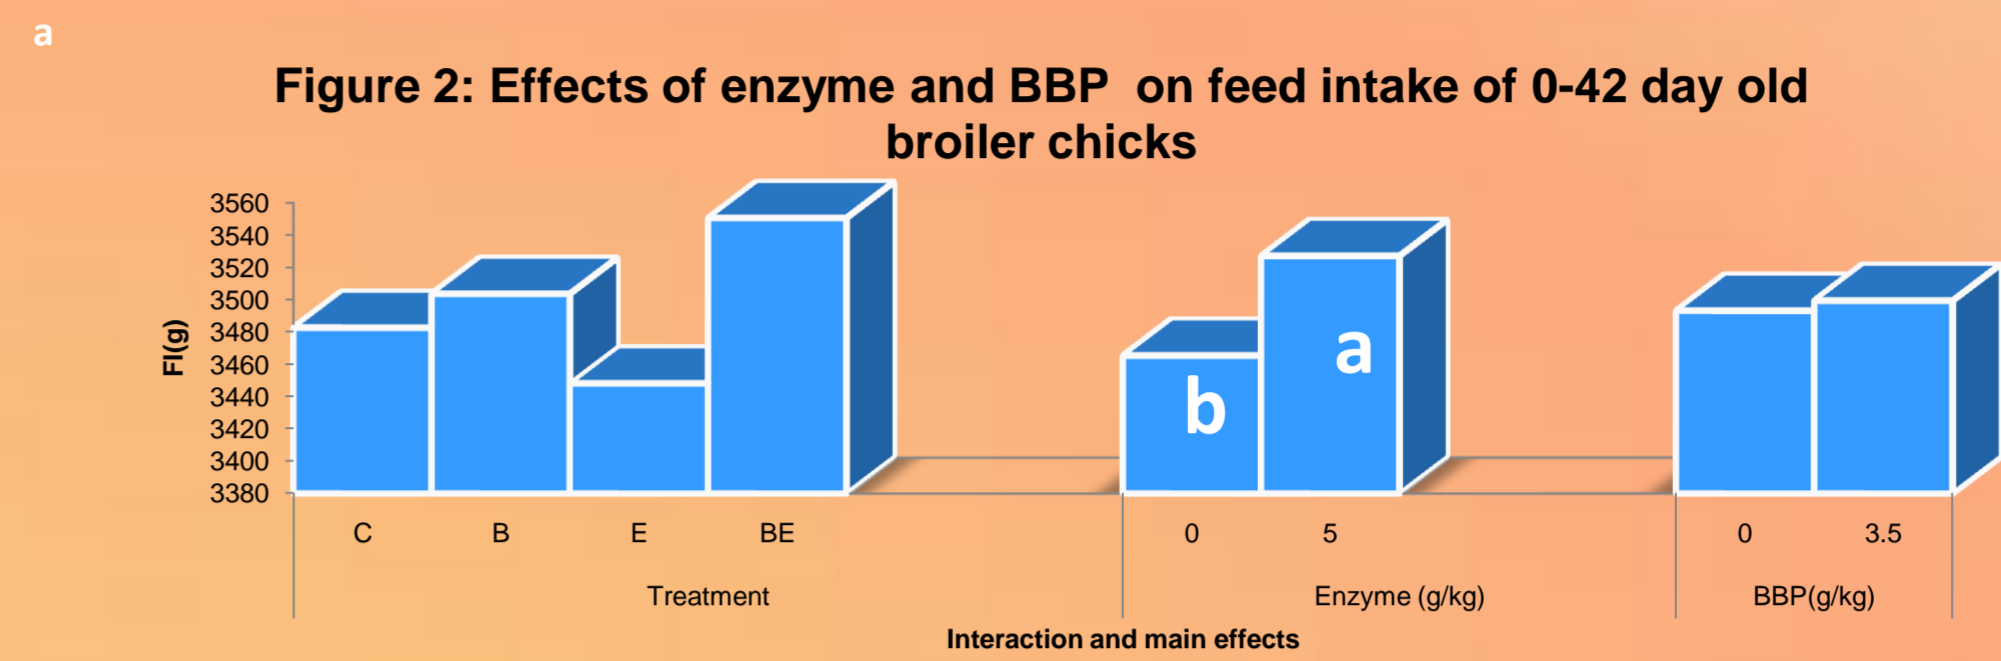 a
Figure 2: Effects of enzyme and BBP  on feed intake of 0-42 day old
broiler chicks
3560
3540
3520
3500
3480
3460
3440
3420
3400
3380
FI(g)
b
a
C B E BE 0 5 0 3.5
Treatment Enzyme (g/kg) BBP(g/kg)
Interaction and main effects